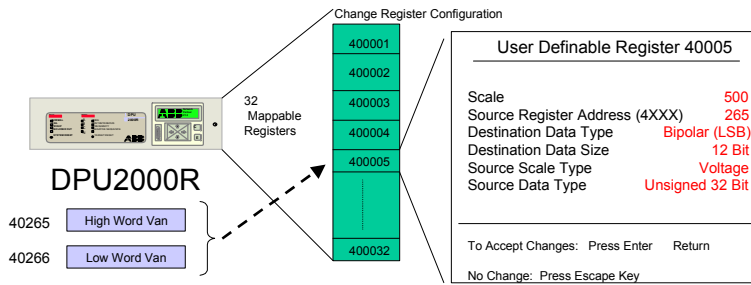 Change Register Configuration
400001
400002
400003
400004
400005
400032
32
Mappable
Registers
DPU
2000R
ABB
DPU2000R
40265
High Word Van
40266
Low Word Van
User Definable Register 40005
Scale 500
Source Register Address (4XXX) 265
Destination Data Type Bipolar (LSB)
Destination Data Size 12 Bit
Source Scale Type Voltage
Source Data Type Unsigned 32 Bit
To Accept Changes: Press Enter Return
No Change: Press Escape Key